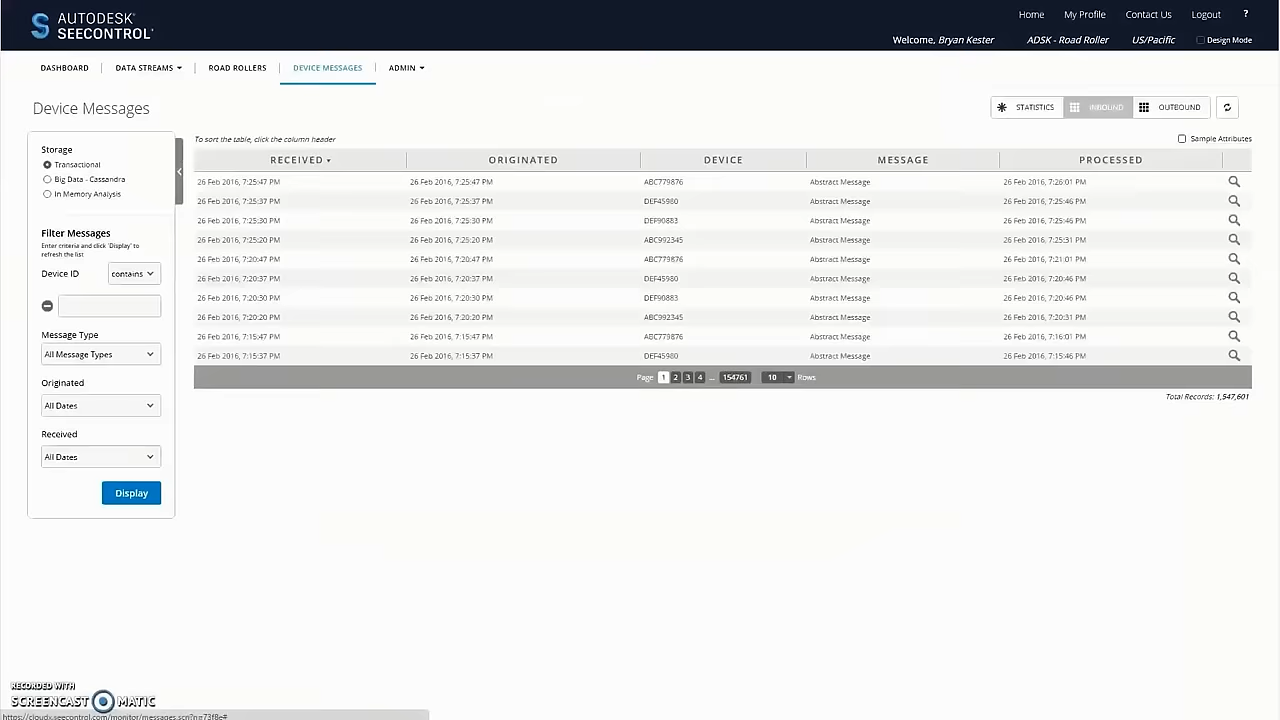 AUTODESK®
SEECONTROL®
Home My Profile Contact Us Logout ?
Welcome, Bryan Kester ADSK - Road Roller US/Pacific Design Mode
DASHBOARD DATA STREAMS ROAD ROLLERS DEVICE MESSAGES ADMIN
Device Messages
STATISTICS INBOUND OUTBOUND
Storage
Transactional
Big Data - Cassandra
In Memory Analysis
Filter Messages
Enter criteria and click 'Display' to
refresh the list
Device ID contains
Message Type
All Message Types
Originated
All Dates
Received
All Dates
Display
To sort the table, click the column header
Sample Attributes
RECEIVED ORIGINATED DEVICE MESSAGE PROCESSED
26 Feb 2016, 7:25:47 PM 26 Feb 2016, 7:25:47 PM ABC779876 Abstract Message 26 Feb 2016, 7:26:01 PM
26 Feb 2016, 7:25:37 PM 26 Feb 2016, 7:25:37 PM DEF45980 Abstract Message 26 Feb 2016, 7:25:46 PM
26 Feb 2016, 7:25:30 PM 26 Feb 2016, 7:25:30 PM DEF90883 Abstract Message 26 Feb 2016, 7:25:46 PM
26 Feb 2016, 7:25:20 PM 26 Feb 2016, 7:25:20 PM ABC992345 Abstract Message 26 Feb 2016, 7:25:31 PM
26 Feb 2016, 7:20:47 PM 26 Feb 2016, 7:20:47 PM ABC779876 Abstract Message 26 Feb 2016, 7:21:01 PM
26 Feb 2016, 7:20:37 PM 26 Feb 2016, 7:20:37 PM DEF45980 Abstract Message 26 Feb 2016, 7:20:46 PM
26 Feb 2016, 7:20:30 PM 26 Feb 2016, 7:20:30 PM DEF90883 Abstract Message 26 Feb 2016, 7:20:46 PM
26 Feb 2016, 7:20:20 PM 26 Feb 2016, 7:20:20 PM ABC992345 Abstract Message 26 Feb 2016, 7:20:31 PM
26 Feb 2016, 7:15:47 PM 26 Feb 2016, 7:15:47 PM ABC779876 Abstract Message 26 Feb 2016, 7:16:01 PM
26 Feb 2016, 7:15:37 PM 26 Feb 2016, 7:15:37 PM DEF45980 Abstract Message 26 Feb 2016, 7:15:46 PM
Page 1 2 3 4 ... 154761 10 Rows
Total Records: 1,547,601
RECORDED WITH
SCREENCAST MATIC
https://cloudx.seecontrol.com/monitor/messages.scn?ng=73f8e#